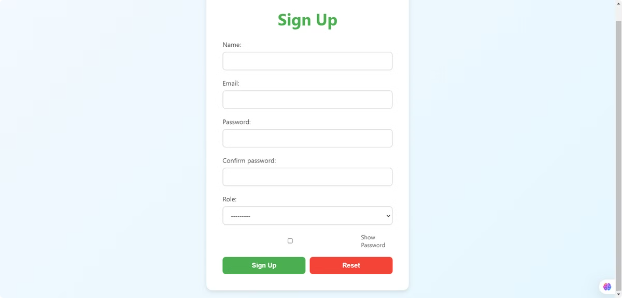 Sign Up
Name:
Email:
Password:
Confirm password:
Role:
---------
Show
Password
Sign Up
Reset